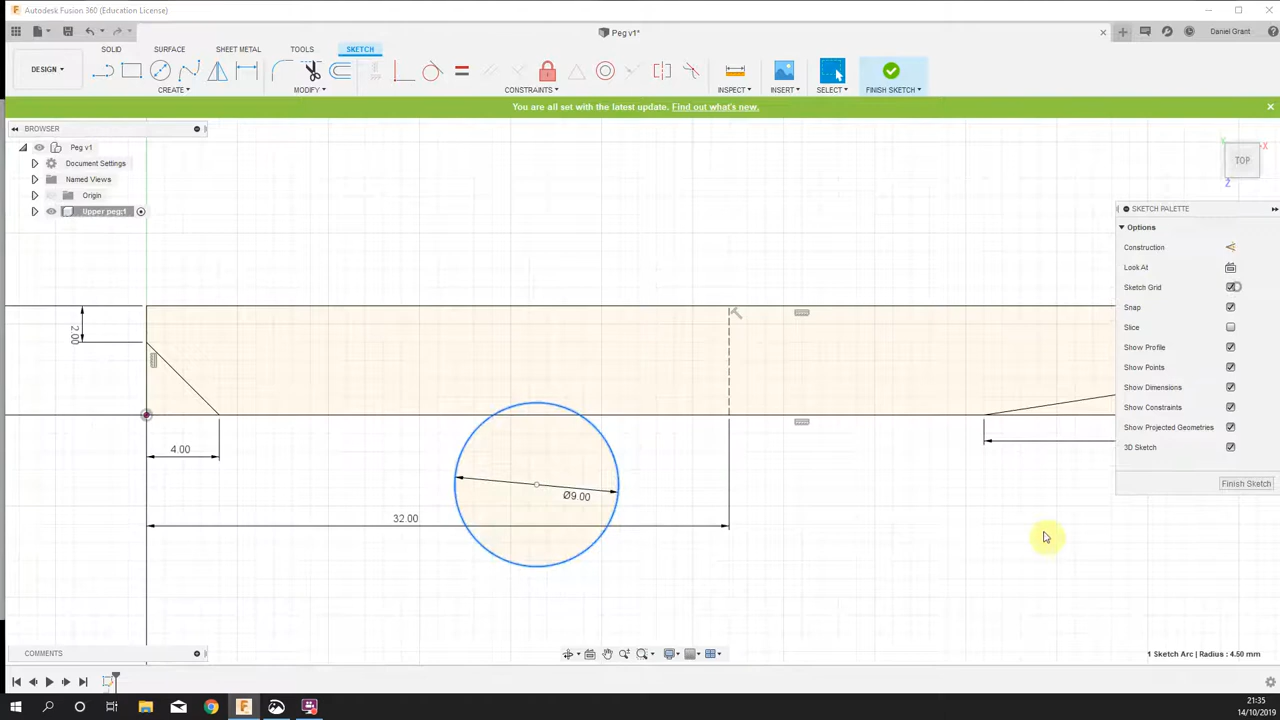 Autodesk Fusion 360 (Education License)
Peg v1*
Daniel Grant
DESIGN
SOLID SURFACE SHEET METAL TOOLS SKETCH
CREATE MODIFY CONSTRAINTS INSPECT INSERT SELECT FINISH SKETCH
You are all set with the latest update. Find out what's new.
BROWSER
Peg v1
Document Settings
Named Views
Origin
Upper peg:1
TOP
X
Z
SKETCH PALETTE
Options
Construction
Look At
Sketch Grid
Snap
Slice
Show Profile
Show Points
Show Dimensions
Show Constraints
Show Projected Geometries
3D Sketch
Finish Sketch
2.00
4.00
Ø9.00
32.00
COMMENTS
1 Sketch Arc | Radius : 4.50 mm
21:35
14/10/2019